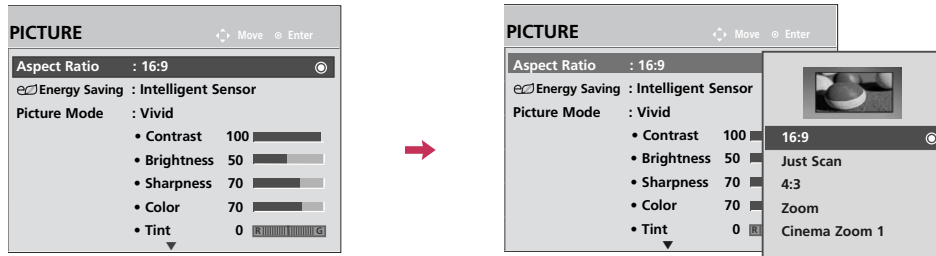 PICTURE
Move Enter
Aspect Ratio : 16:9
Energy Saving : Intelligent Sensor
Picture Mode : Vivid
• Contrast 100
• Brightness 50
• Sharpness 70
• Color 70
• Tint 0 R G
PICTURE
Move Enter
Aspect Ratio : 16:9
Energy Saving : Intelligent Sensor
Picture Mode : Vivid
• Contrast 100
• Brightness 50
• Sharpness 70
• Color 70
• Tint 0 R
16:9
Just Scan
4:3
Zoom
Cinema Zoom 1